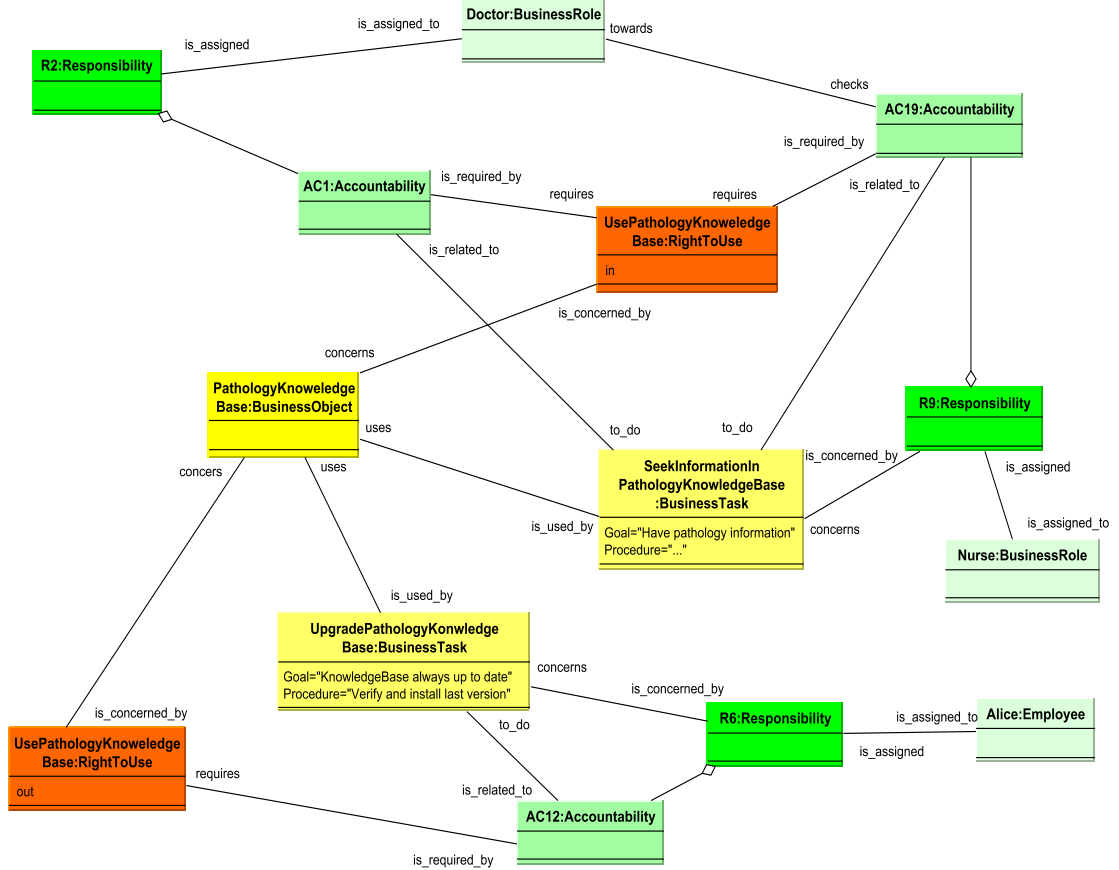 Doctor:BusinessRole
is_assigned_to
towards
is_assigned
R2:Responsibility
checks
AC19:Accountability
is_required_by
AC1:Accountability
is_required_by
requires
requires
is_related_to
UsePathologyKnoweledge
Base:RightToUse
in
is_related_to
is_concerned_by
concerns
PathologyKnoweledge
Base:BusinessObject
uses
to_do
to_do
R9:Responsibility
is_concerned_by
concers
uses
SeekInformationIn
PathologyKnowledgeBase
:BusinessTask
is_assigned
Goal="Have pathology information"
Procedure="..."
is_used_by
concerns
is_assigned_to
Nurse:BusinessRole
is_used_by
UpgradePathologyKonwledge
Base:BusinessTask
Goal="KnowledgeBase always up to date"
Procedure="Verify and install last version"
concerns
is_concerned_by
is_concerned_by
to_do
R6:Responsibility
is_assigned_to
Alice:Employee
is_assigned
UsePathologyKnoweledge
Base:RightToUse
out
requires
is_related_to
AC12:Accountability
is_required_by